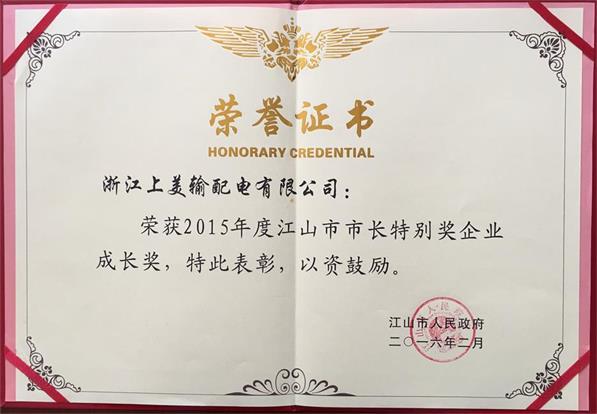 荣誉证书
HONORARY CREDENTIAL
浙江上美输配电有限公司：
荣获2015年度江山市市长特别奖企业
成长奖，特此表彰，以资鼓励。
江山市人民政府
二〇一六年二月